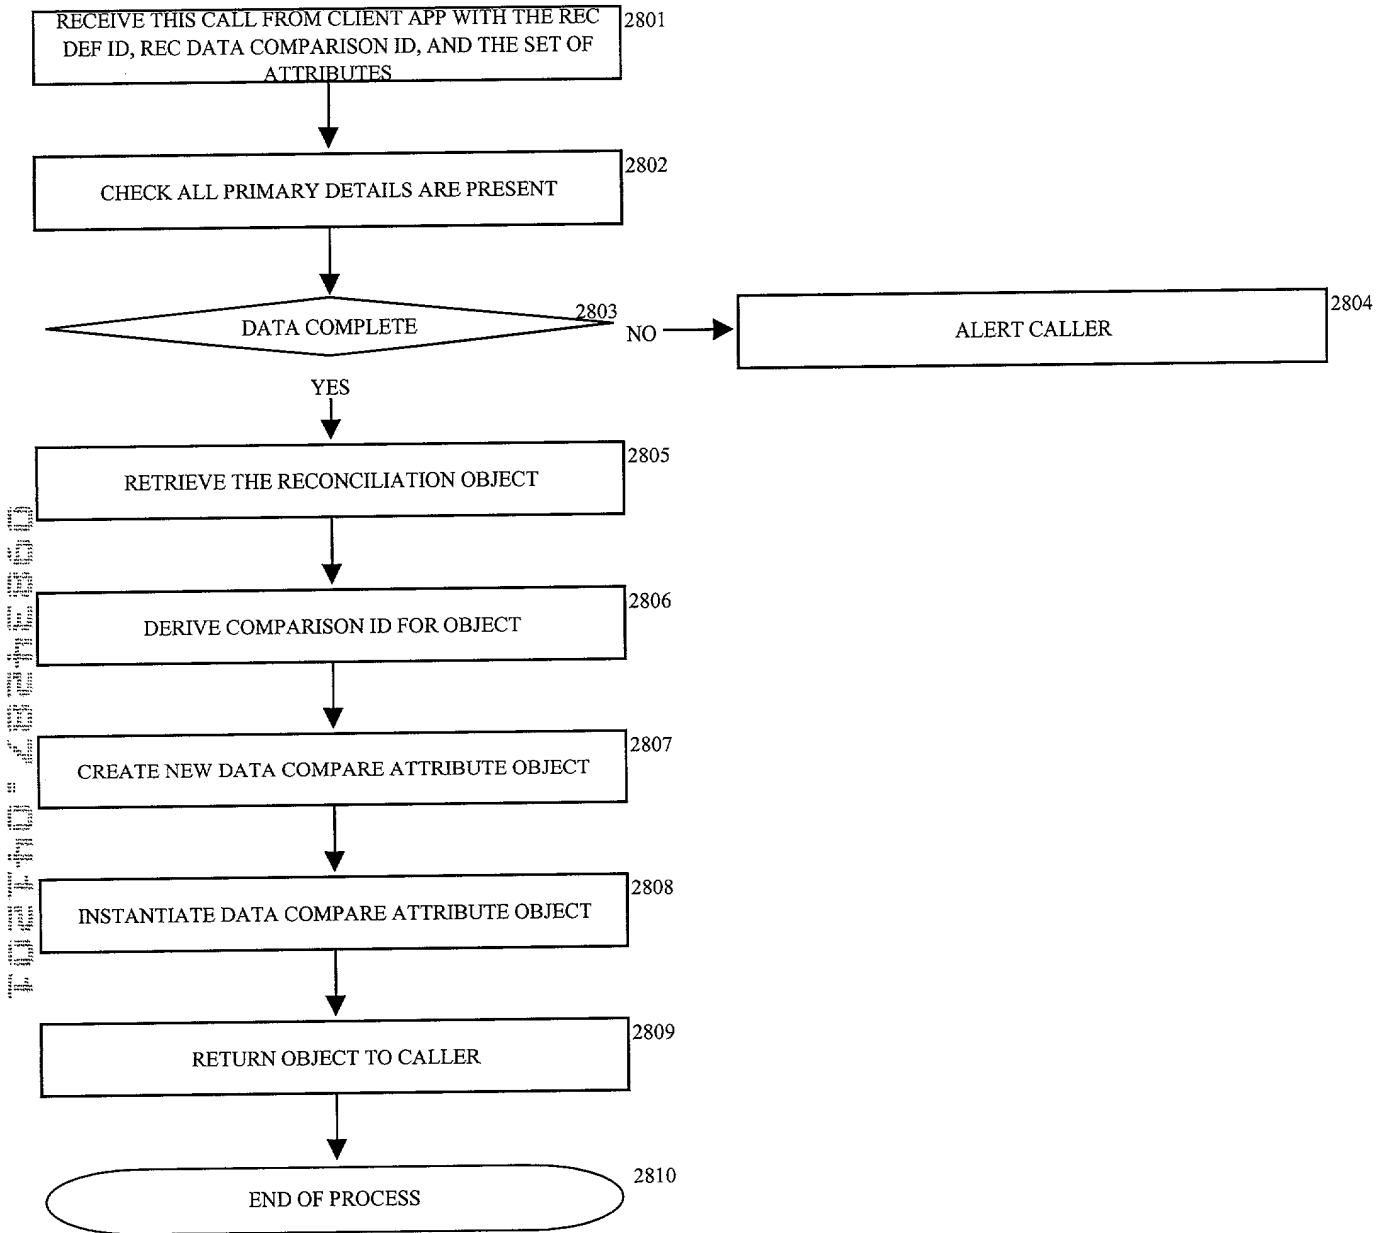 RECEIVE THIS CALL FROM CLIENT APP WITH THE REC
DEF ID, REC DATA COMPARISON ID, AND THE SET OF
ATTRIBUTES
2801
CHECK ALL PRIMARY DETAILS ARE PRESENT
2802
DATA COMPLETE
2803
NO
ALERT CALLER
2804
YES
RETRIEVE THE RECONCILIATION OBJECT
2805
DERIVE COMPARISON ID FOR OBJECT
2806
CREATE NEW DATA COMPARE ATTRIBUTE OBJECT
2807
INSTANTIATE DATA COMPARE ATTRIBUTE OBJECT
2808
RETURN OBJECT TO CALLER
2809
END OF PROCESS
2810